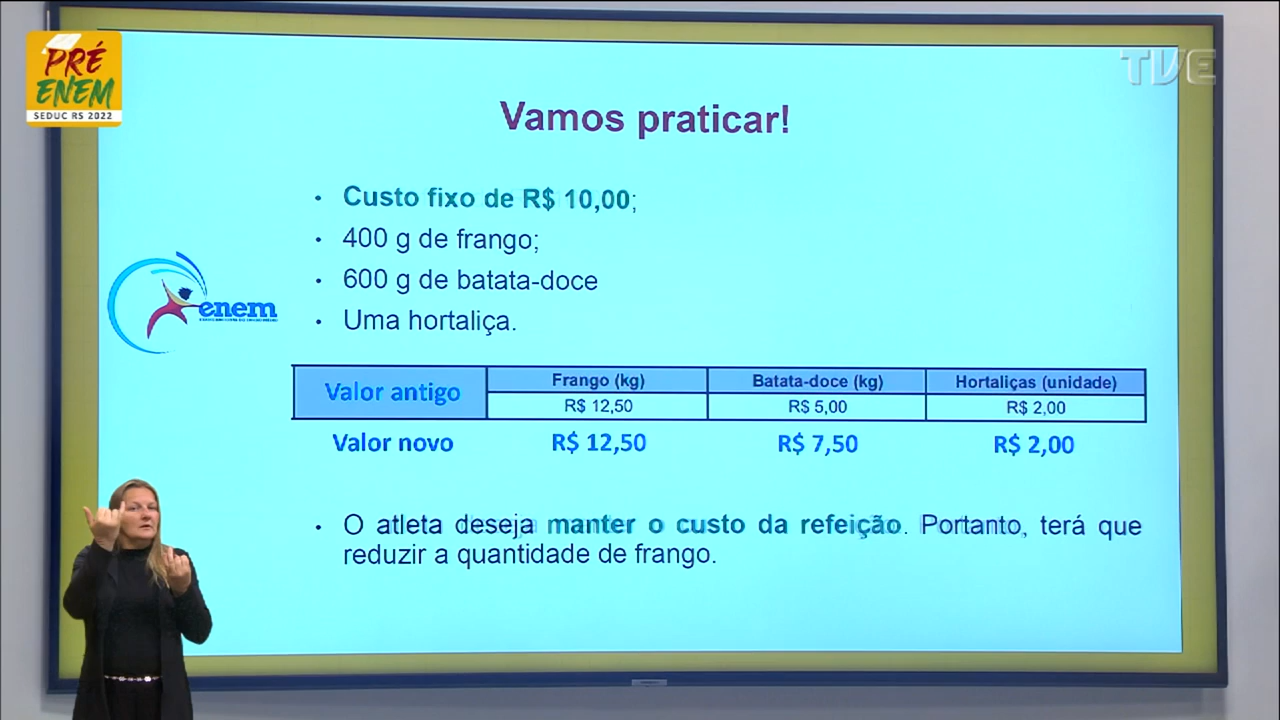 PRÉ
ENEM
SEDUC RS 2022
TVE
Vamos praticar!
• Custo fixo de R$ 10,00;
• 400 g de frango;
• 600 g de batata-doce
• Uma hortaliça.
enem
Valor antigo
Frango (kg) Batata-doce (kg) Hortaliças (unidade)
R$ 12,50 R$ 5,00 R$ 2,00
Valor novo R$ 12,50 R$ 7,50 R$ 2,00
• O atleta deseja manter o custo da refeição. Portanto, terá que
reduzir a quantidade de frango.